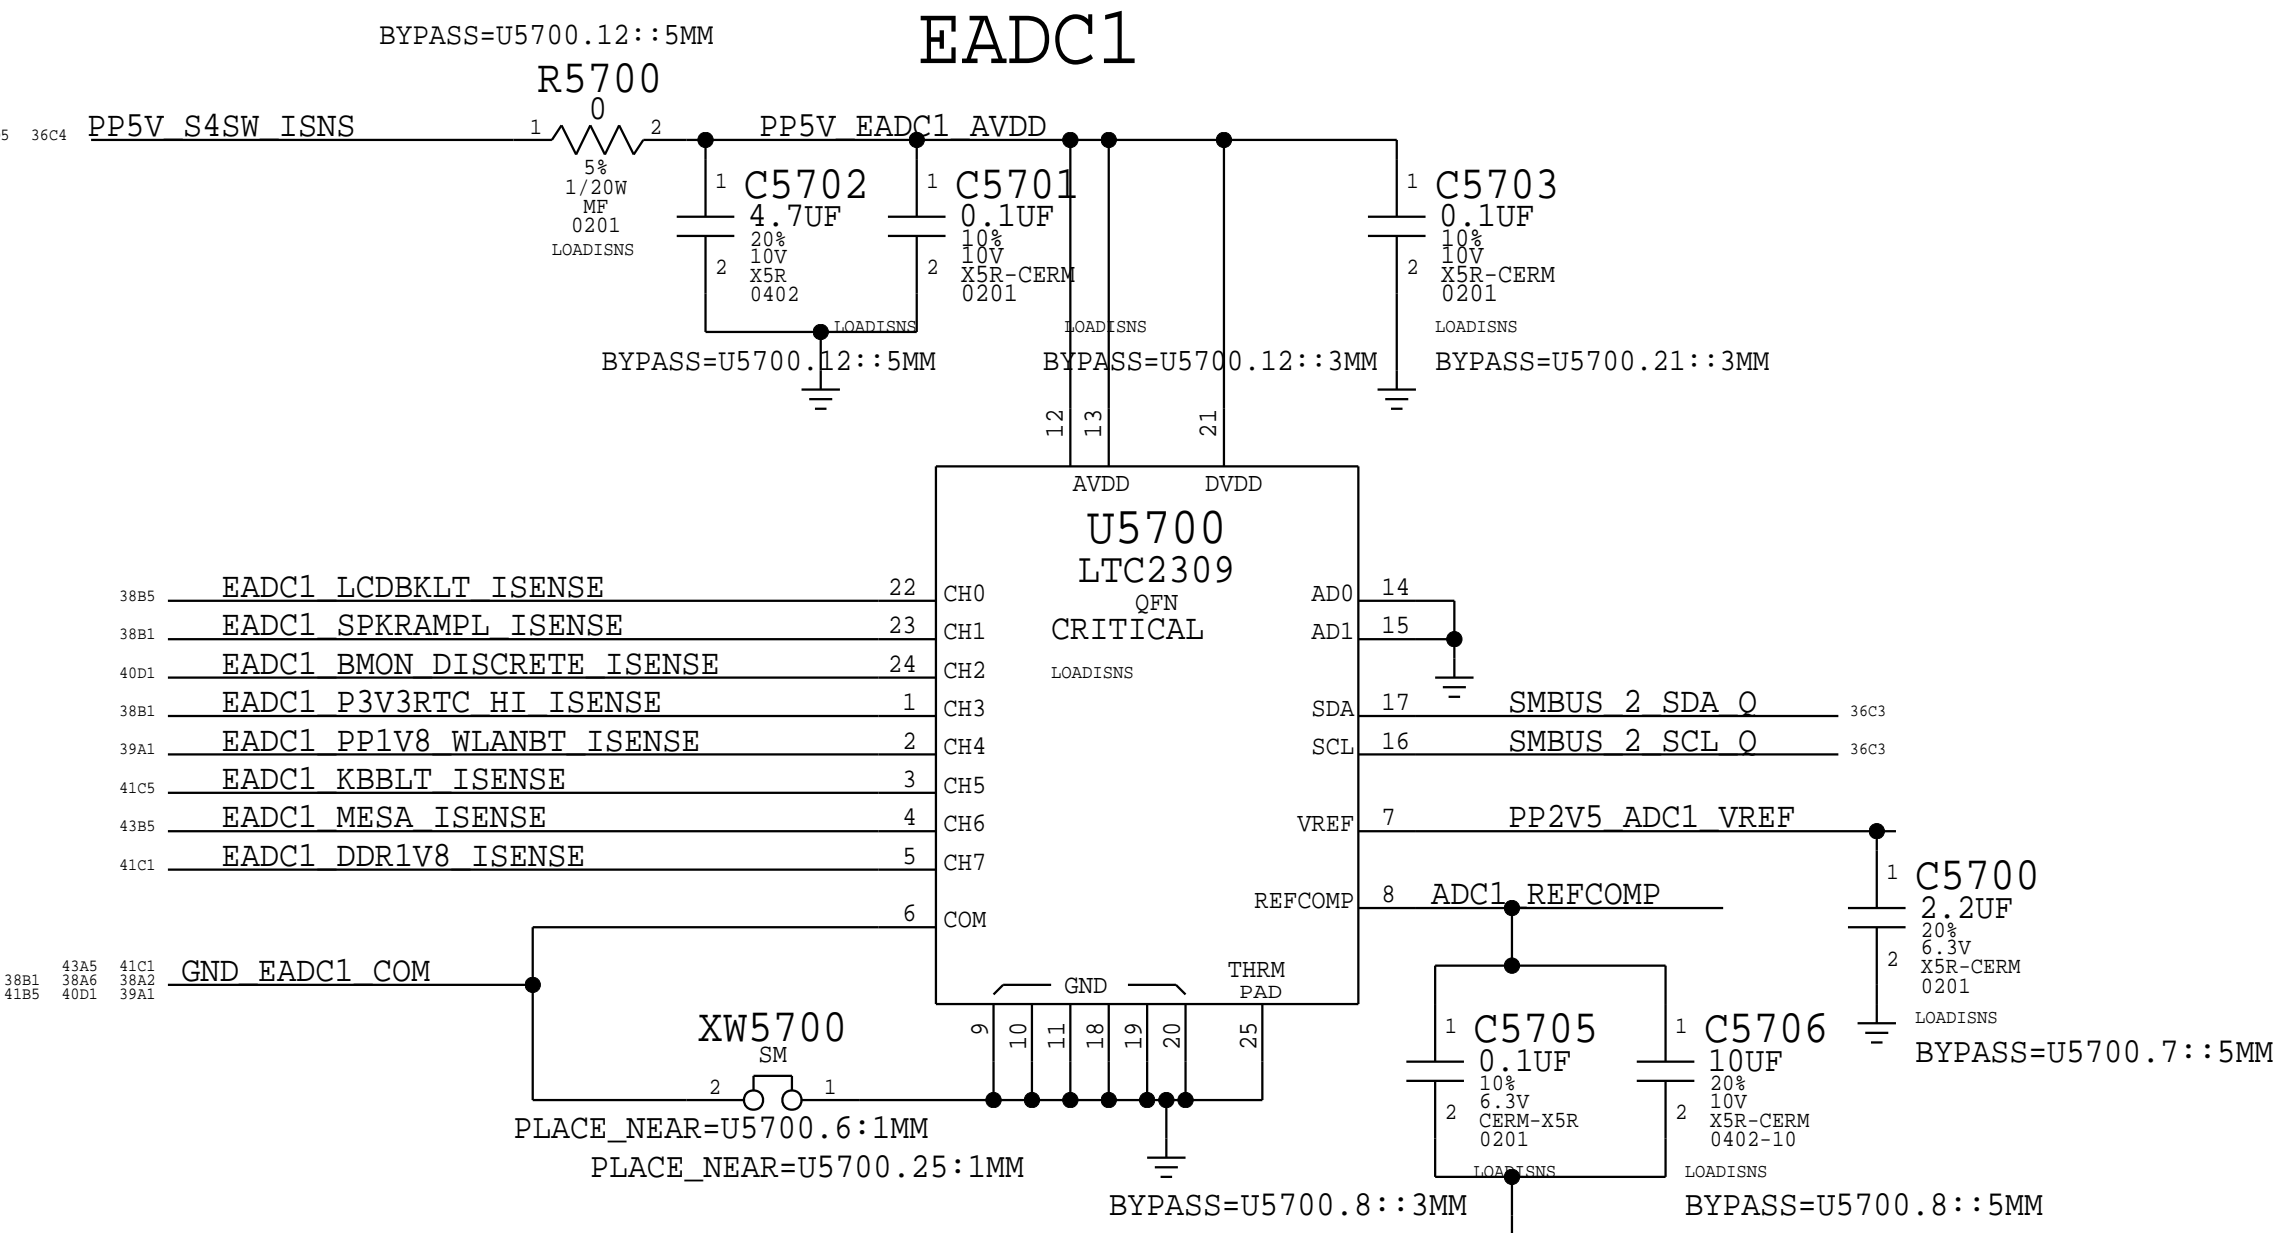 EADC1
BYPASS=U5700.12::5MM
R5700
0
5 36C4 PP5V_S4SW_ISNS 1 2 PP5V_EADC1_AVDD
5%
1/20W
MF
0201
LOADISNS
1 C5702
4.7UF
20%
10V
2 X5R
0402
LOADISNS
BYPASS=U5700.12::5MM
1 C5701
0.1UF
10%
10V
2 X5R-CERM
0201
LOADISNS
BYPASS=U5700.12::3MM
1 C5703
0.1UF
10%
10V
2 X5R-CERM
0201
LOADISNS
BYPASS=U5700.21::3MM
12 13 21
AVDD DVDD
U5700
LTC2309
QFN
CRITICAL
LOADISNS
38B5 EADC1_LCDBKLT_ISENSE 22 CH0
38B1 EADC1_SPKRAMPL_ISENSE 23 CH1
40D1 EADC1_BMON_DISCRETE_ISENSE 24 CH2
38B1 EADC1_P3V3RTC_HI_ISENSE 1 CH3
39A1 EADC1_PP1V8_WLANBT_ISENSE 2 CH4
41C5 EADC1_KBBLT_ISENSE 3 CH5
43B5 EADC1_MESA_ISENSE 4 CH6
41C1 EADC1_DDR1V8_ISENSE 5 CH7
6 COM
AD0 14
AD1 15
SDA 17 SMBUS_2_SDA_Q 36C3
SCL 16 SMBUS_2_SCL_Q 36C3
VREF 7 PP2V5_ADC1_VREF
REFCOMP 8 ADC1_REFCOMP
THRM
PAD
GND
43A5 41C1
38B1 38A6 38A2 GND_EADC1_COM
41B5 40D1 39A1
9 10 11 18 19 20 25
XW5700
SM
2 1
PLACE_NEAR=U5700.6:1MM
PLACE_NEAR=U5700.25:1MM
1 C5700
2.2UF
20%
6.3V
2 X5R-CERM
0201
LOADISNS
BYPASS=U5700.7::5MM
1 C5705
0.1UF
10%
6.3V
2 CERM-X5R
0201
LOADISNS
BYPASS=U5700.8::3MM
1 C5706
10UF
20%
10V
2 X5R-CERM
0402-10
LOADISNS
BYPASS=U5700.8::5MM